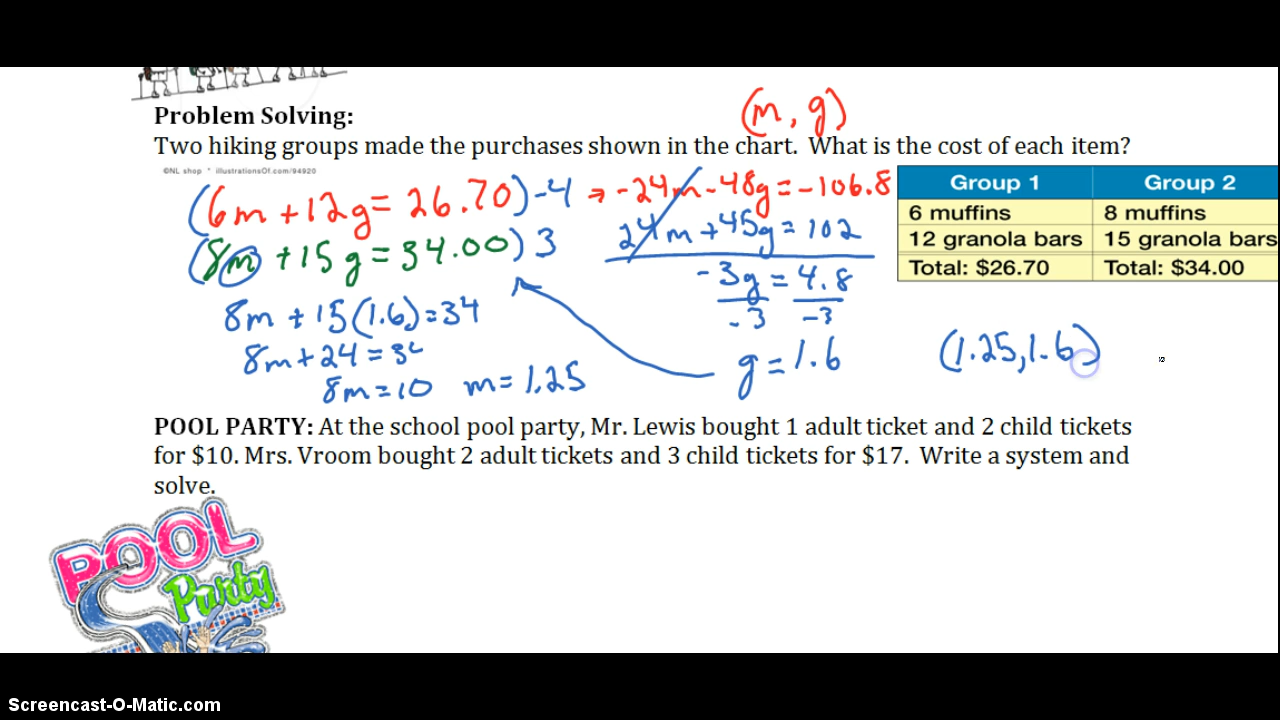 (m, g)
Problem Solving:
Two hiking groups made the purchases shown in the chart. What is the cost of each item?
©NL shop * illustrationsOf.com/94920
(6m + 12g = 26.70) -4 → -24m - 48g = -106.8
(8m + 15g = 34.00) 3
24m + 45g = 102
-3g = 4.8
-3 -3
g = 1.6
8m + 15(1.6) = 34
8m + 24 = 34
8m = 10 m = 1.25
(1.25, 1.6)
Group 1 Group 2
6 muffins 8 muffins
12 granola bars 15 granola bars
Total: $26.70 Total: $34.00
POOL PARTY: At the school pool party, Mr. Lewis bought 1 adult ticket and 2 child tickets
for $10. Mrs. Vroom bought 2 adult tickets and 3 child tickets for $17. Write a system and
solve.
POOL
Party
Screencast-O-Matic.com